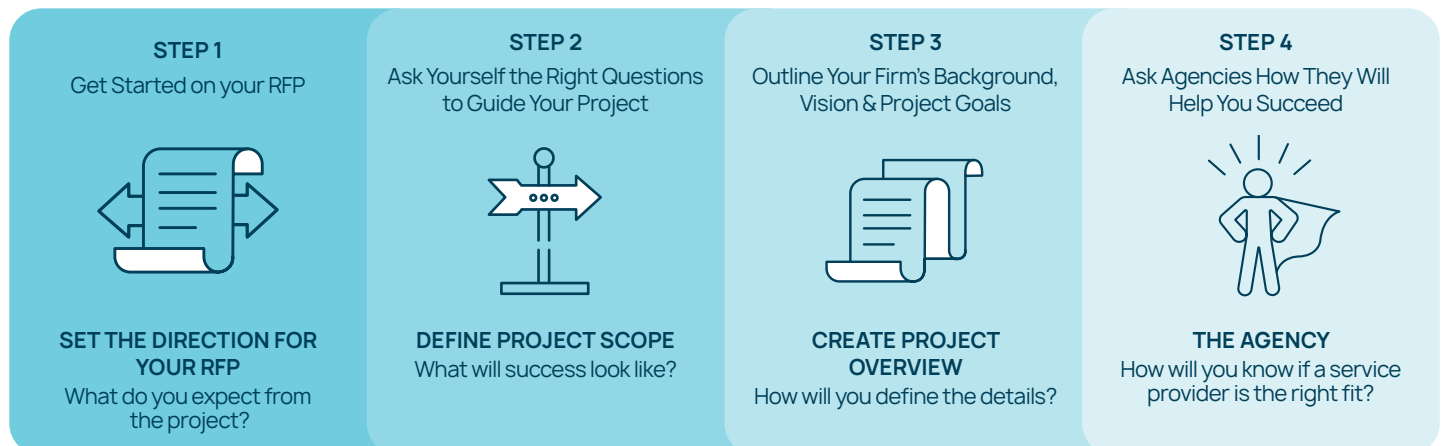 STEP 1
Get Started on your RFP
SET THE DIRECTION FOR
YOUR RFP
What do you expect from
the project?
STEP 2
Ask Yourself the Right Questions
to Guide Your Project
DEFINE PROJECT SCOPE
What will success look like?
STEP 3
Outline Your Firm's Background,
Vision & Project Goals
CREATE PROJECT
OVERVIEW
How will you define the details?
STEP 4
Ask Agencies How They Will
Help You Succeed
THE AGENCY
How will you know if a service
provider is the right fit?